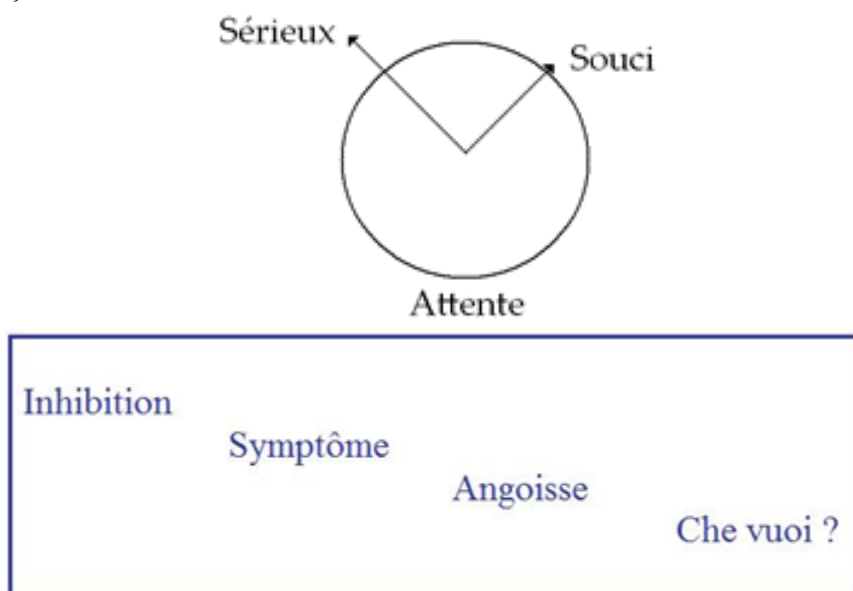 Sérieux
Souci
Attente
Inhibition
Symptôme
Angoisse
Che vuoi ?